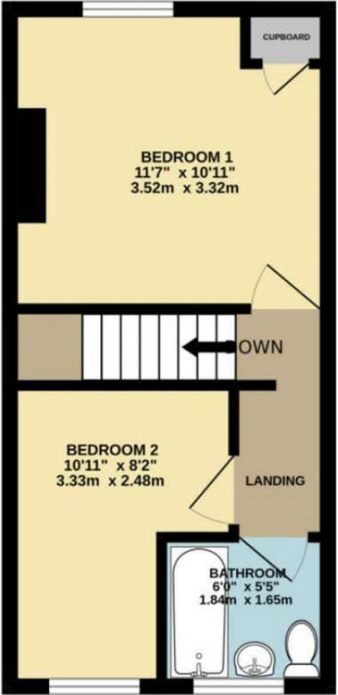 CUPBOARD
BEDROOM 1
11'7" x 10'11"
3.52m x 3.32m
OWN
BEDROOM 2
10'11" x 8'2"
3.33m x 2.48m
LANDING
BATHROOM
6'0" x 5'5"
1.84m x 1.65m